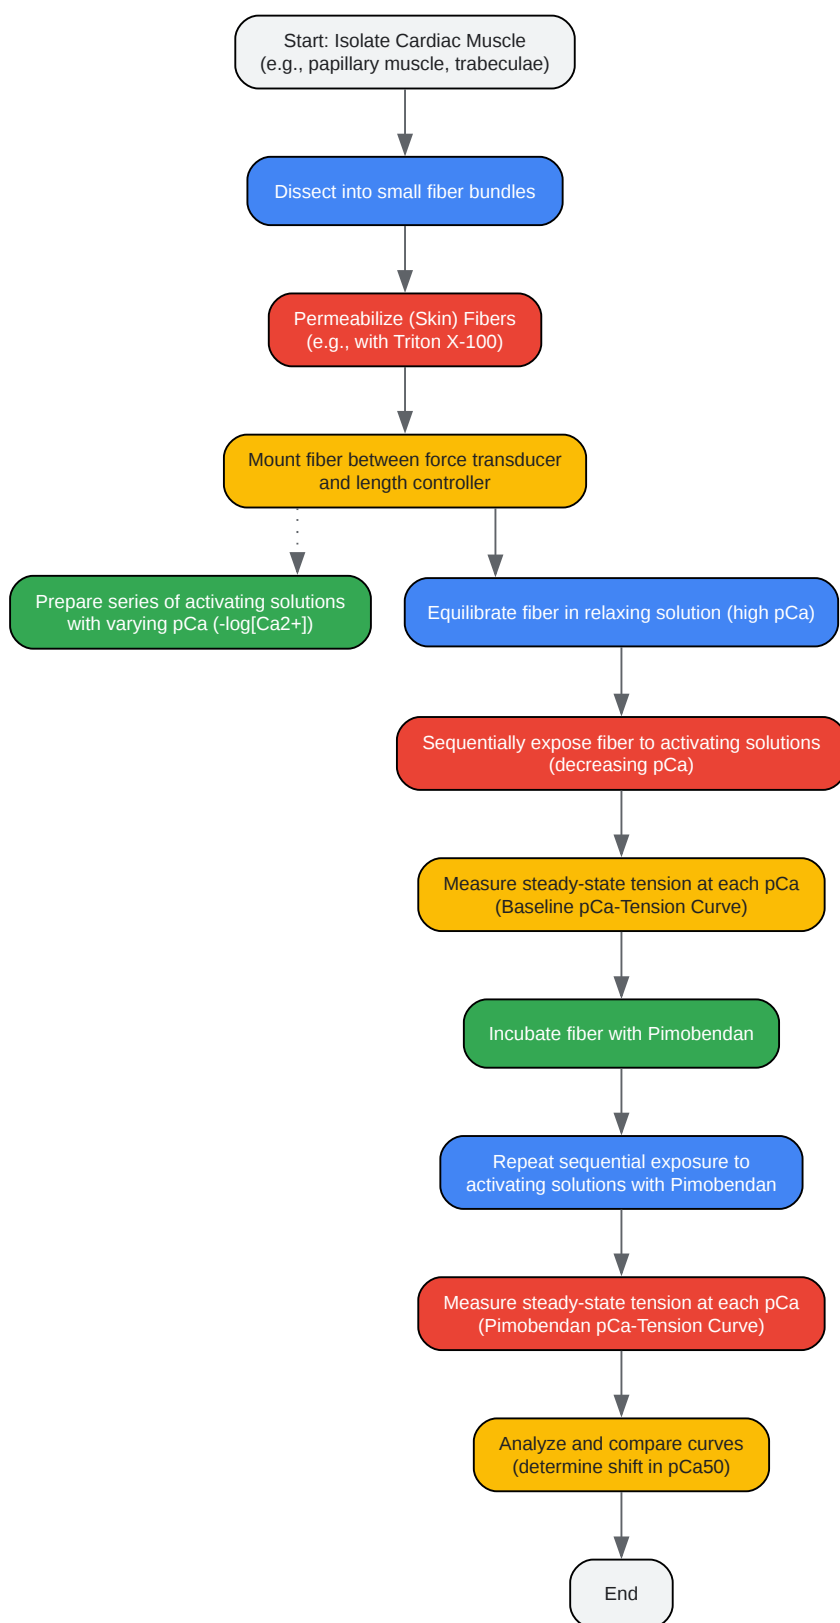 Start: Isolate Cardiac Muscle
(e.g., papillary muscle, trabeculae)
Dissect into small fiber bundles
Permeabilize (Skin) Fibers
(e.g., with Triton X-100)
Mount fiber between force transducer
and length controller
Prepare series of activating solutions
with varying pCa (-log[Ca2+])
Equilibrate fiber in relaxing solution (high pCa)
Sequentially expose fiber to activating solutions
(decreasing pCa)
Measure steady-state tension at each pCa
(Baseline pCa-Tension Curve)
Incubate fiber with Pimobendan
Repeat sequential exposure to
activating solutions with Pimobendan
Measure steady-state tension at each pCa
(Pimobendan pCa-Tension Curve)
Analyze and compare curves
(determine shift in pCa50)
End